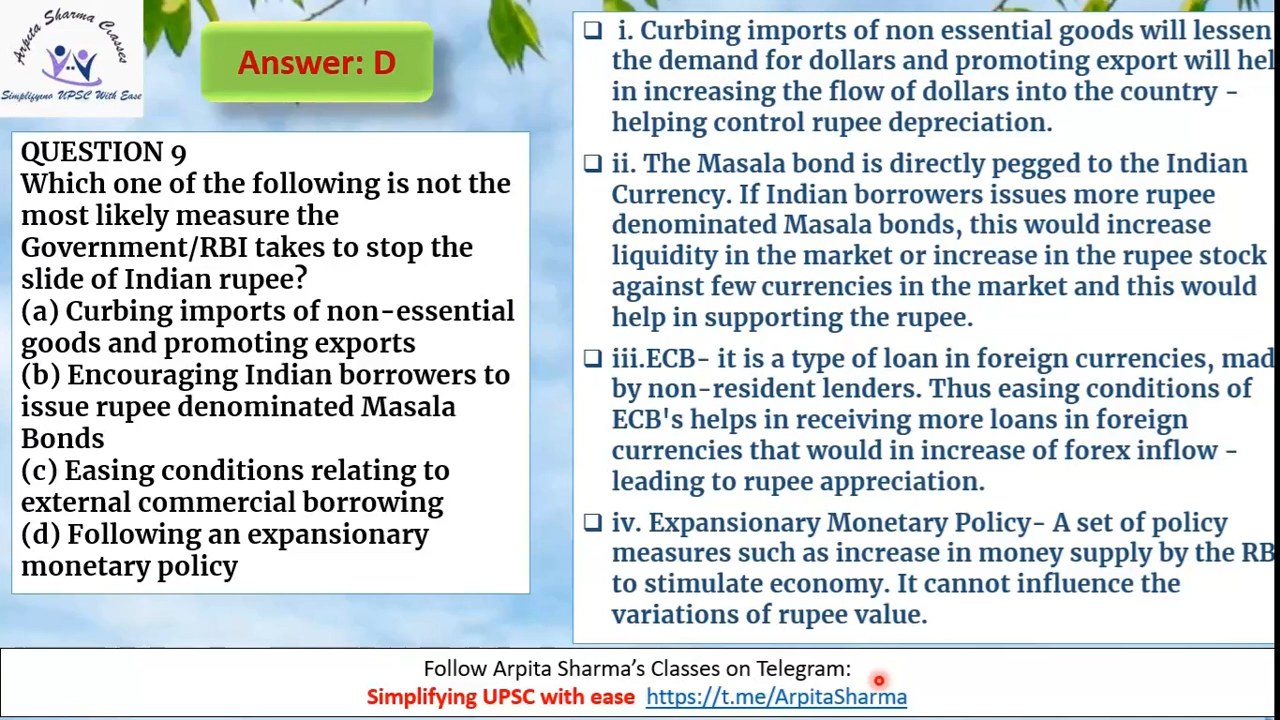 Arpita Sharma Classes
Simplifying UPSC With Ease
Answer: D
QUESTION 9
Which one of the following is not the
most likely measure the
Government/RBI takes to stop the
slide of Indian rupee?
(a) Curbing imports of non-essential
goods and promoting exports
(b) Encouraging Indian borrowers to
issue rupee denominated Masala
Bonds
(c) Easing conditions relating to
external commercial borrowing
(d) Following an expansionary
monetary policy
i. Curbing imports of non essential goods will lessen
the demand for dollars and promoting export will hel
in increasing the flow of dollars into the country -
helping control rupee depreciation.
ii. The Masala bond is directly pegged to the Indian
Currency. If Indian borrowers issues more rupee
denominated Masala bonds, this would increase
liquidity in the market or increase in the rupee stock
against few currencies in the market and this would
help in supporting the rupee.
iii.ECB- it is a type of loan in foreign currencies, mad
by non-resident lenders. Thus easing conditions of
ECB's helps in receiving more loans in foreign
currencies that would in increase of forex inflow -
leading to rupee appreciation.
iv. Expansionary Monetary Policy- A set of policy
measures such as increase in money supply by the RB
to stimulate economy. It cannot influence the
variations of rupee value.
Follow Arpita Sharma's Classes on Telegram:
Simplifying UPSC with ease https://t.me/ArpitaSharma